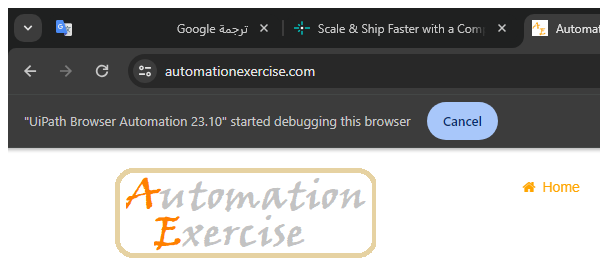 ترجمة Google
Scale & Ship Faster with a Comp
Automat
automationexercise.com
"UiPath Browser Automation 23.10" started debugging this browser
Cancel
Automation
Exercise
Home